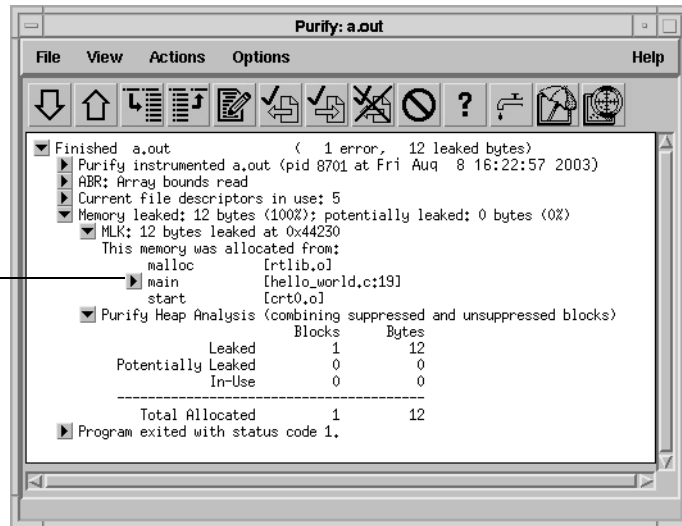 Purify: a.out
File View Actions Options Help
?
Finished a.out ( 1 error, 12 leaked bytes)
Purify instrumented a.out (pid 8701 at Fri Aug 8 16:22:57 2003)
ABR: Array bounds read
Current file descriptors in use: 5
Memory leaked: 12 bytes (100%); potentially leaked: 0 bytes (0%)
MLK: 12 bytes leaked at 0x44230
This memory was allocated from:
malloc [rtlib.o]
main [hello_world.c:19]
start [crt0.o]
Purify Heap Analysis (combining suppressed and unsuppressed blocks)
Blocks Bytes
Leaked 1 12
Potentially Leaked 0 0
In-Use 0 0
----------------------------------------
Total Allocated 1 12
Program exited with status code 1.